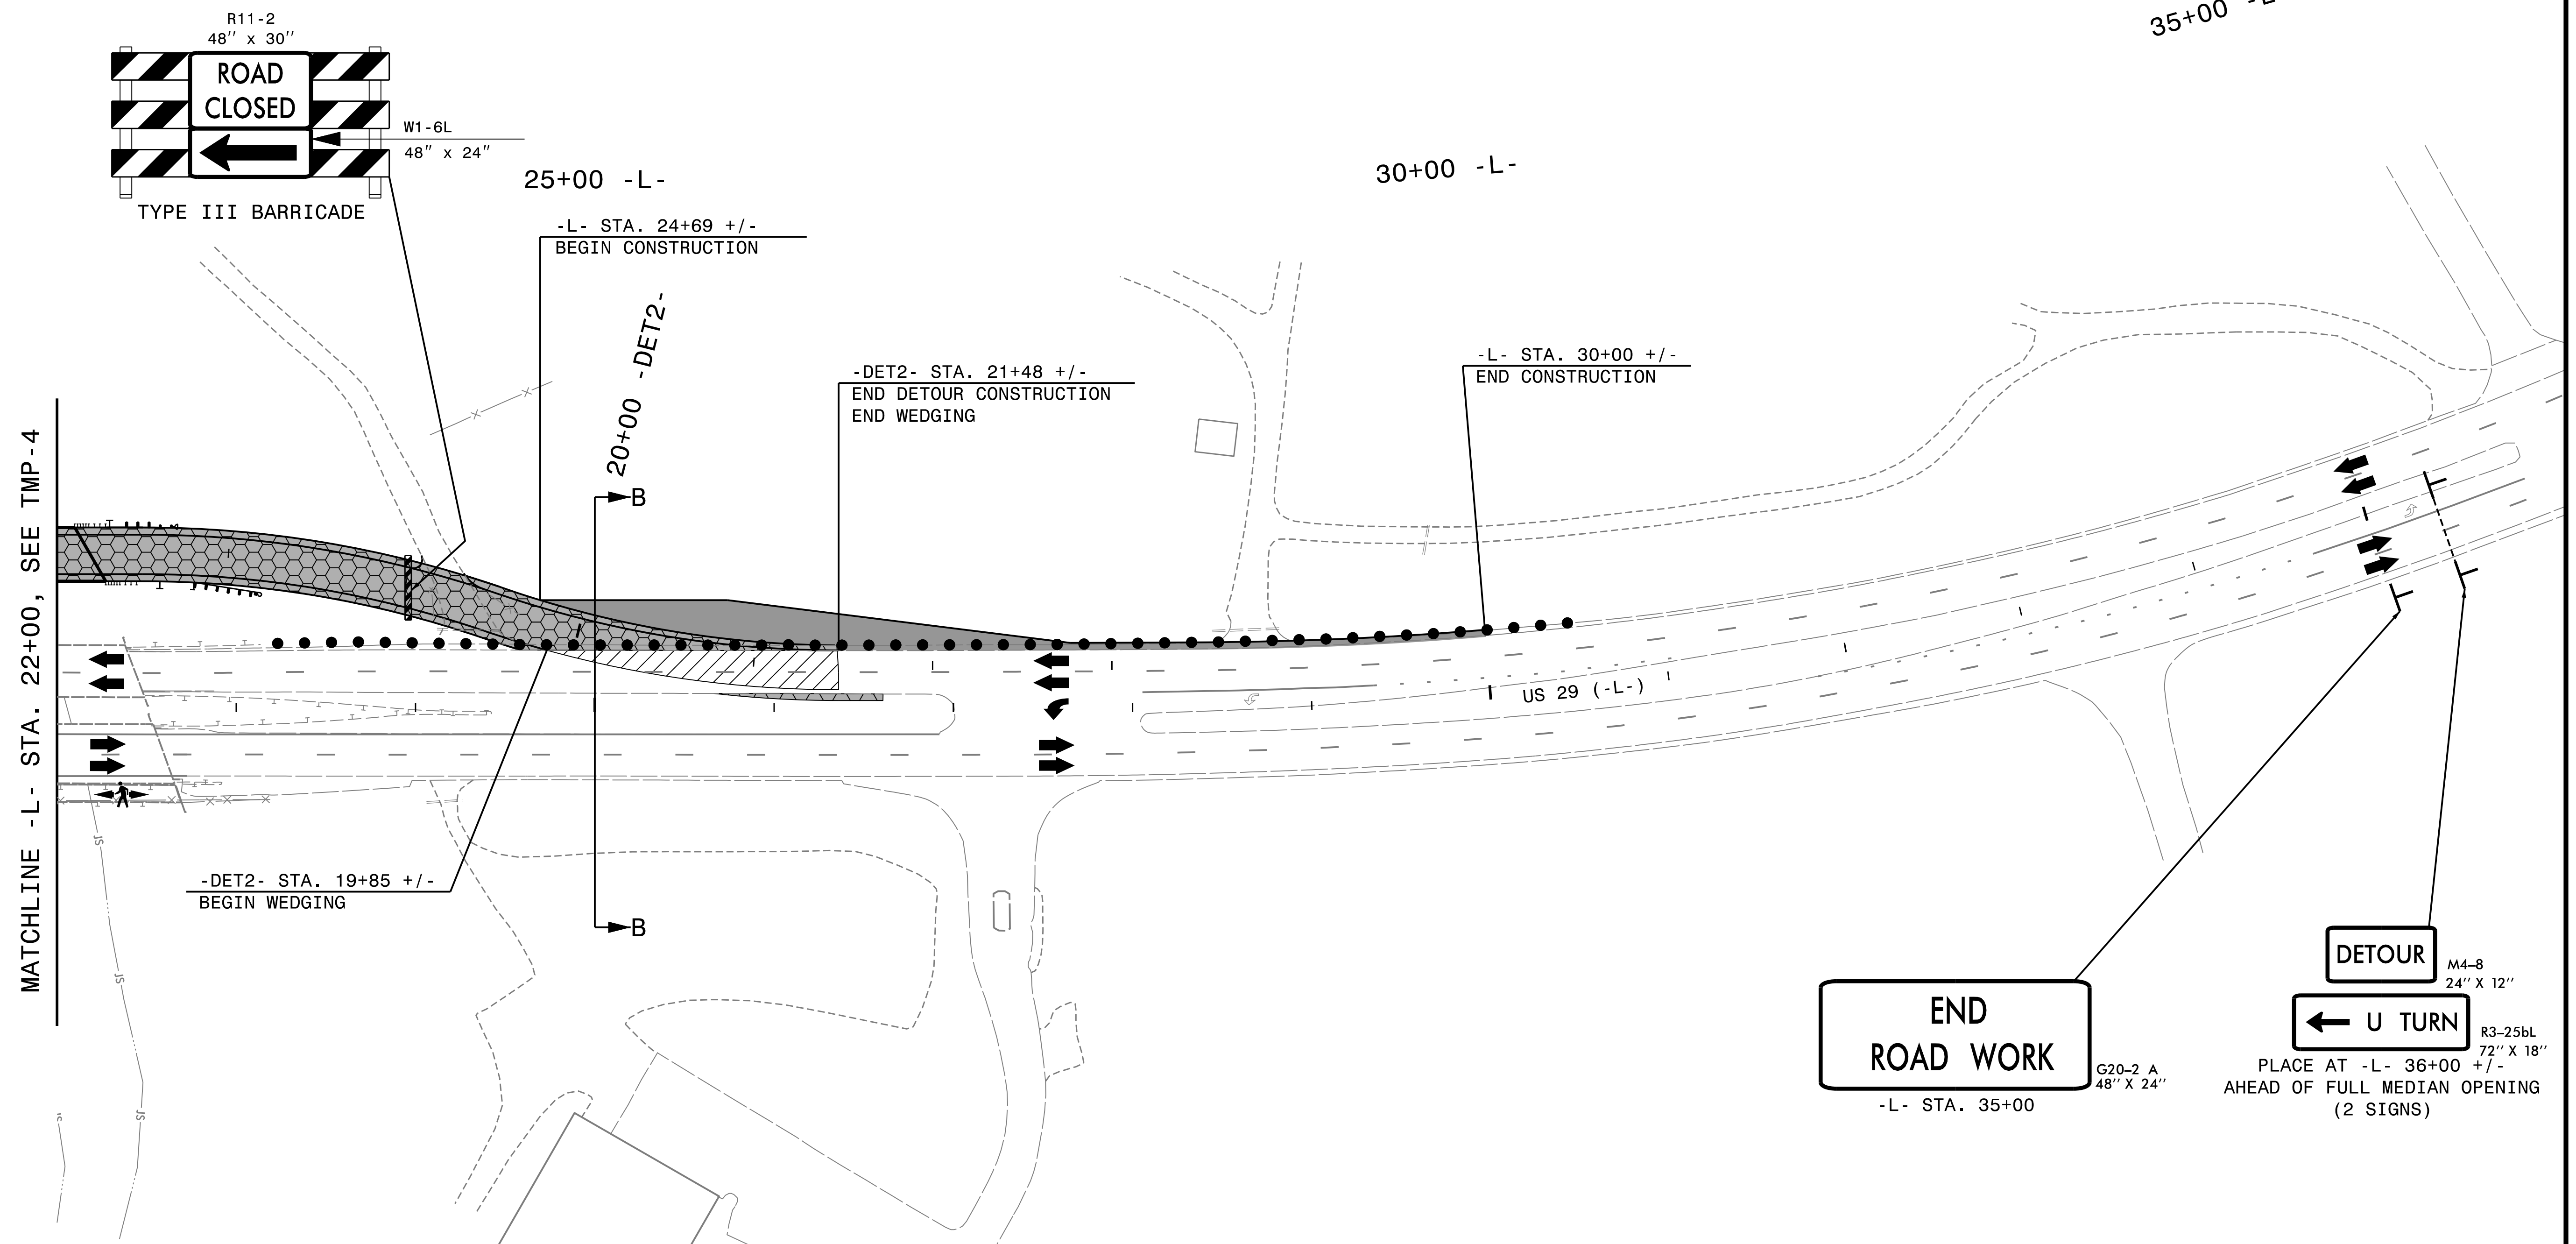 R11-2
48" x 30"
ROAD
CLOSED
W1-6L
48" x 24"
TYPE III BARRICADE
25+00 -L-
30+00 -L-
35+00 -L
-L- STA. 24+69 +/-
BEGIN CONSTRUCTION
20+00 -DET2-
-DET2- STA. 21+48 +/-
END DETOUR CONSTRUCTION
END WEDGING
-L- STA. 30+00 +/-
END CONSTRUCTION
B
MATCHLINE -L- STA. 22+00, SEE TMP-4
US 29 (-L-)
-DET2- STA. 19+85 +/-
BEGIN WEDGING
B
JS
JS
JS
END
ROAD WORK
G20-2 A
48" X 24"
-L- STA. 35+00
DETOUR
M4-8
24" X 12"
U TURN
R3-25bL
72" X 18"
PLACE AT -L- 36+00 +/-
AHEAD OF FULL MEDIAN OPENING
(2 SIGNS)